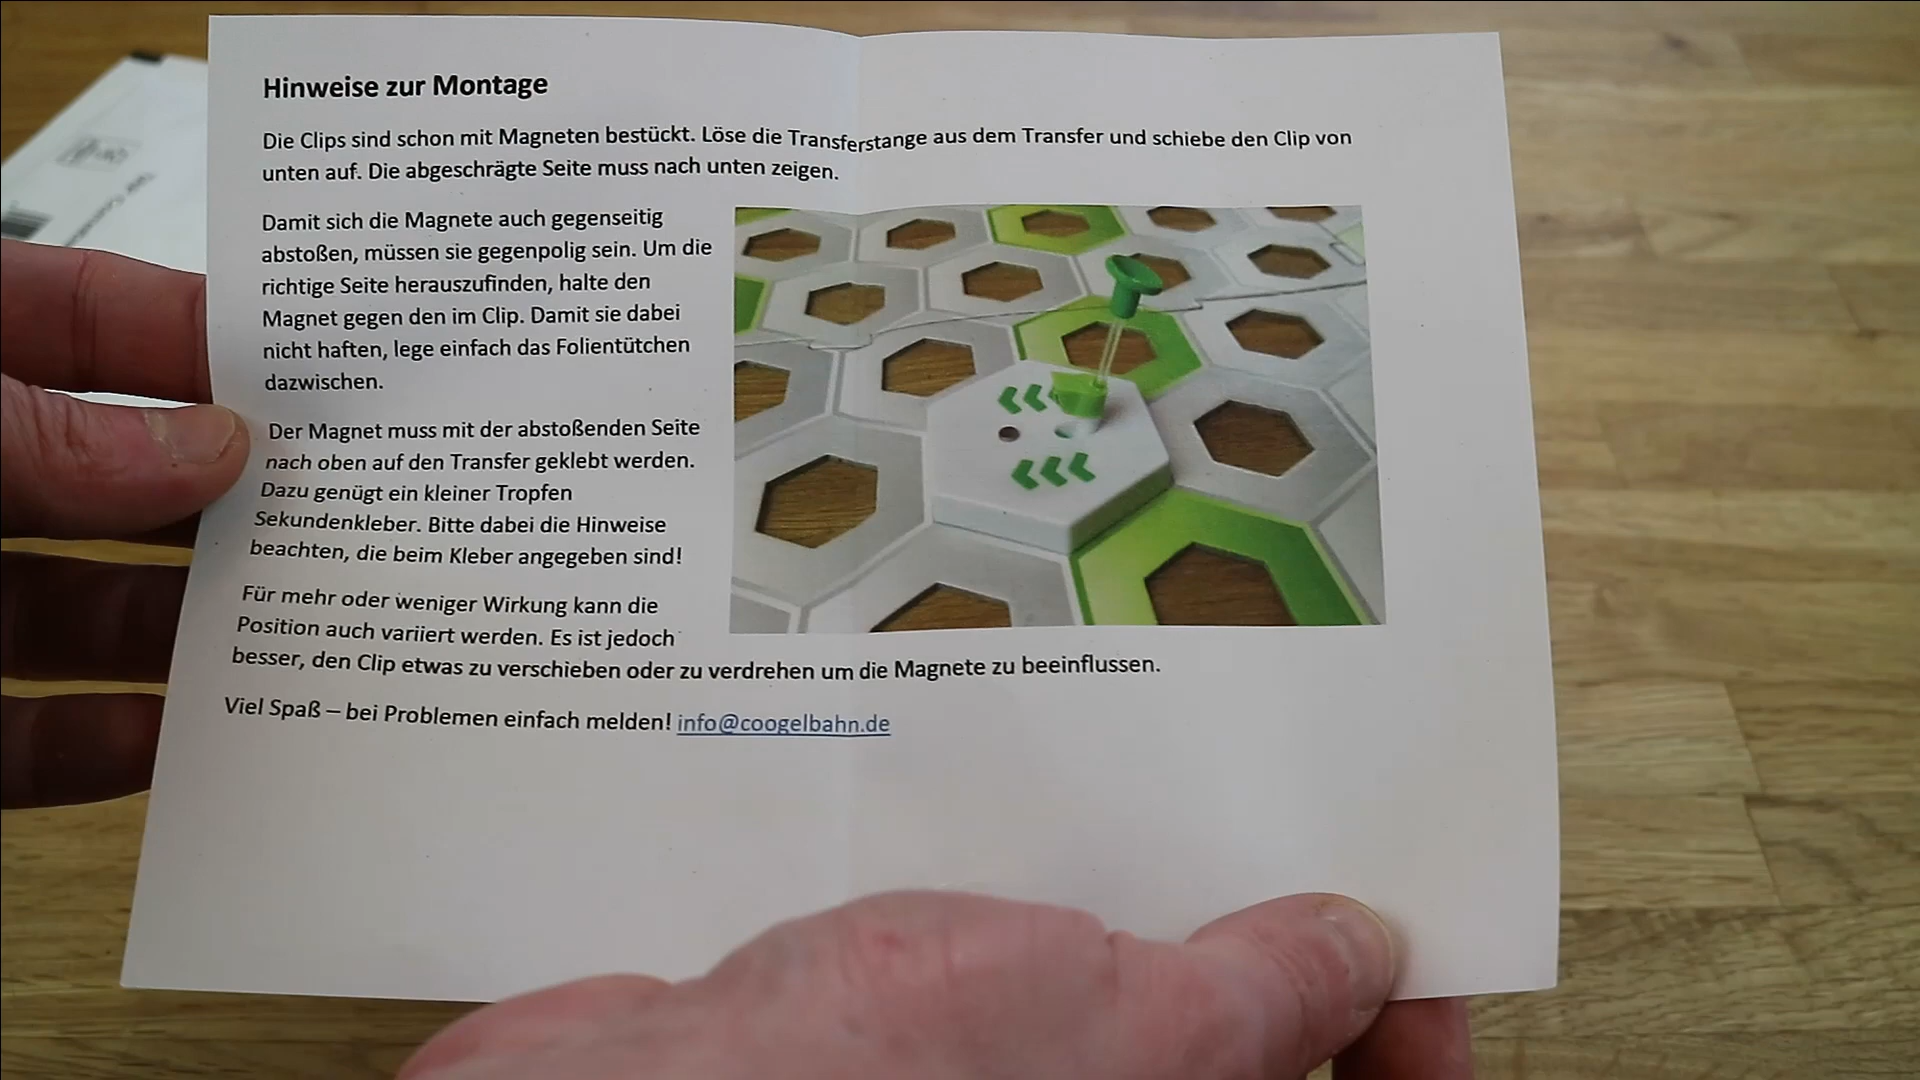 Hinweise zur Montage
Die Clips sind schon mit Magneten bestückt. Löse die Transferstange aus dem Transfer und schiebe den Clip von
unten auf. Die abgeschrägte Seite muss nach unten zeigen.
Damit sich die Magnete auch gegenseitig
abstoßen, müssen sie gegenpolig sein. Um die
richtige Seite herauszufinden, halte den
Magnet gegen den im Clip. Damit sie dabei
nicht haften, lege einfach das Folientütchen
dazwischen.
Der Magnet muss mit der abstoßenden Seite
nach oben auf den Transfer geklebt werden.
Dazu genügt ein kleiner Tropfen
Sekundenkleber. Bitte dabei die Hinweise
beachten, die beim Kleber angegeben sind!
Für mehr oder weniger Wirkung kann die
Position auch variiert werden. Es ist jedoch
besser, den Clip etwas zu verschieben oder zu verdrehen um die Magnete zu beeinflussen.
Viel Spaß – bei Problemen einfach melden! info@coogelbahn.de